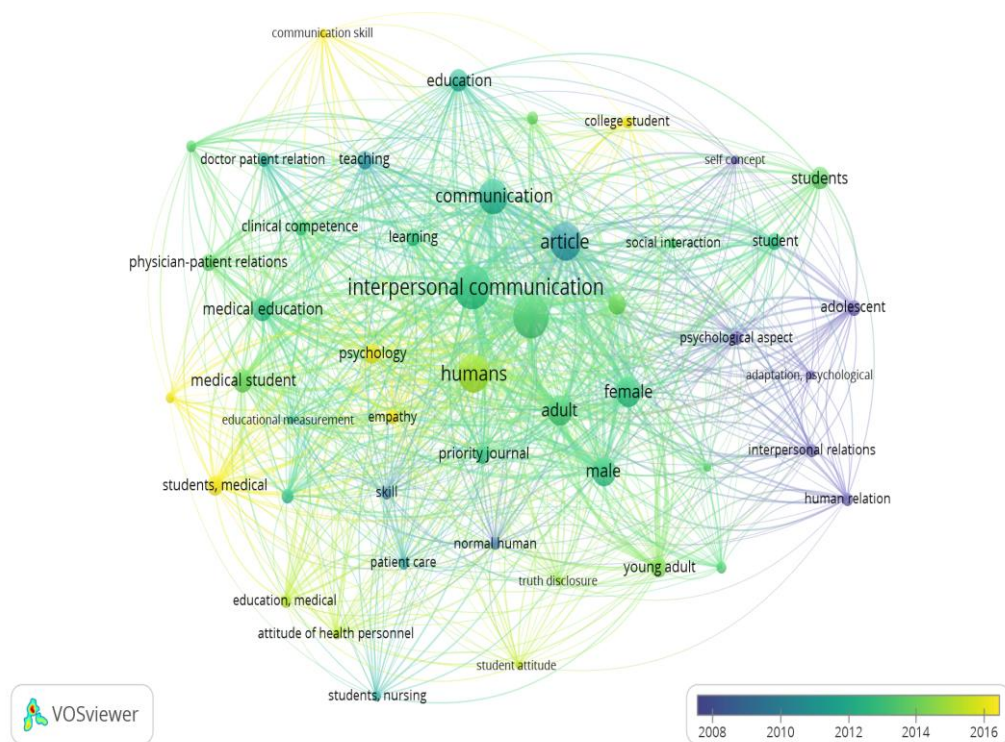 communication skill
education
college student
doctor patient relation
teaching
self concept
students
communication
clinical competence
learning
article
social interaction
student
physician-patient relations
interpersonal communication
medical education
adolescent
psychological aspect
psychology
humans
adaptation, psychological
medical student
female
empathy
adult
educational measurement
priority journal
interpersonal relations
male
students, medical
skill
human relation
normal human
patient care
truth disclosure
young adult
education, medical
attitude of health personnel
student attitude
students, nursing
VOSviewer
2008 2010 2012 2014 2016